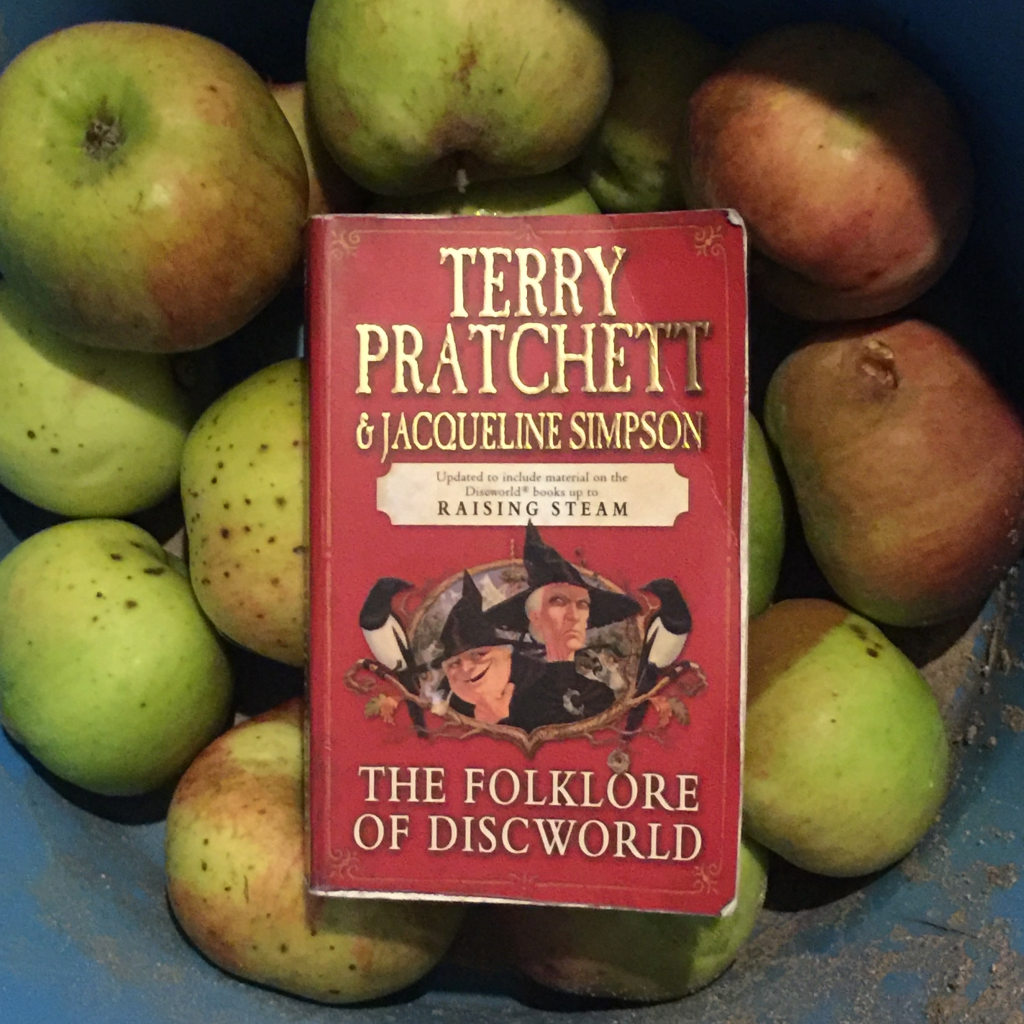 TERRY
PRATCHETT
& JACQUELINE SIMPSON
Updated to include material on the
Discworld® books up to
RAISING STEAM
THE FOLKLORE
OF DISCWORLD